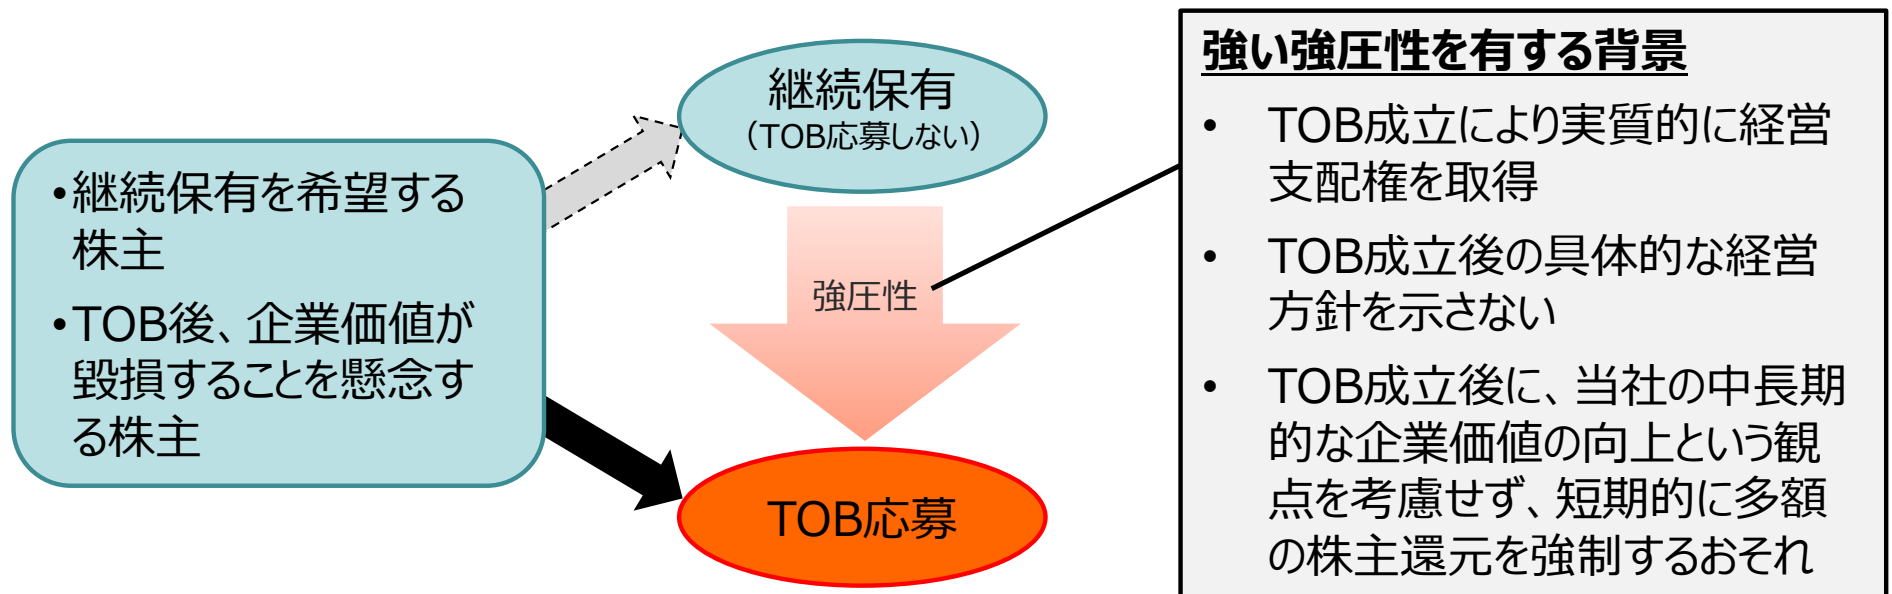 •継続保有を希望する
株主
•TOB後、企業価値が
毀損することを懸念す
る株主
継続保有
（TOB応募しない）
強圧性
TOB応募
強い強圧性を有する背景
• TOB成立により実質的に経営
支配権を取得
• TOB成立後の具体的な経営
方針を示さない
• TOB成立後に、当社の中長期
的な企業価値の向上という観
点を考慮せず、短期的に多額
の株主還元を強制するおそれ